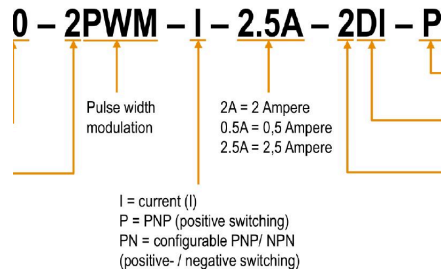 0 – 2PWM – I – 2.5A – 2DI – P
Pulse width
modulation
2A = 2 Ampere
0.5A = 0,5 Ampere
2.5A = 2,5 Ampere
I = current (I)
P = PNP (positive switching)
PN = configurable PNP/ NPN
(positive- / negative switching)